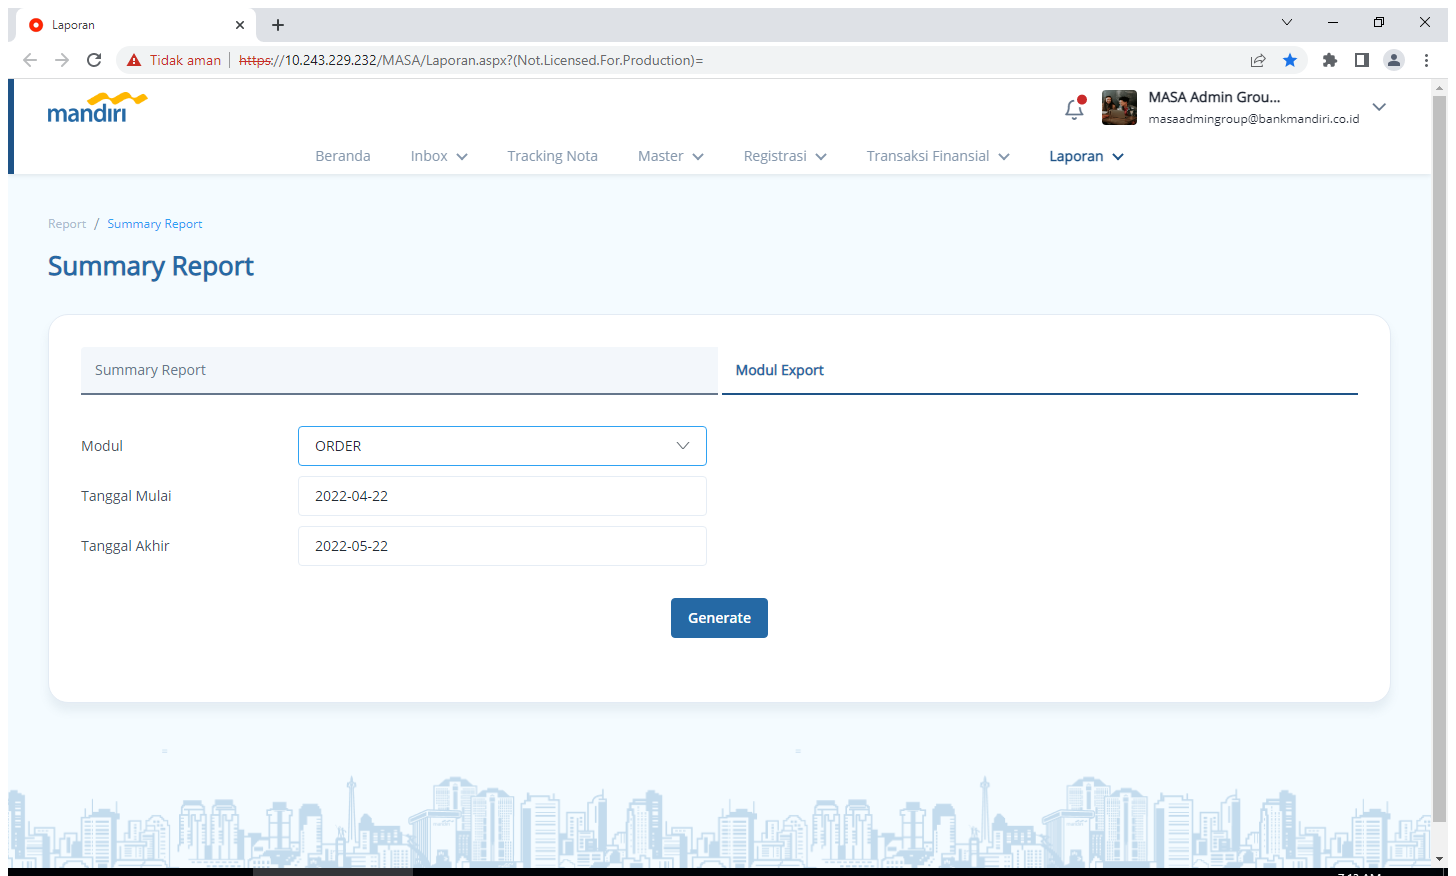 Laporan
Tidak aman https://10.243.229.232/MASA/Laporan.aspx?(Not.Licensed.For.Production)=
mandiri
MASA Admin Grou...
masaadmingroup@bankmandiri.co.id
Beranda Inbox Tracking Nota Master Registrasi Transaksi Finansial Laporan
Report / Summary Report
Summary Report
Summary Report Modul Export
Modul ORDER
Tanggal Mulai 2022-04-22
Tanggal Akhir 2022-05-22
Generate